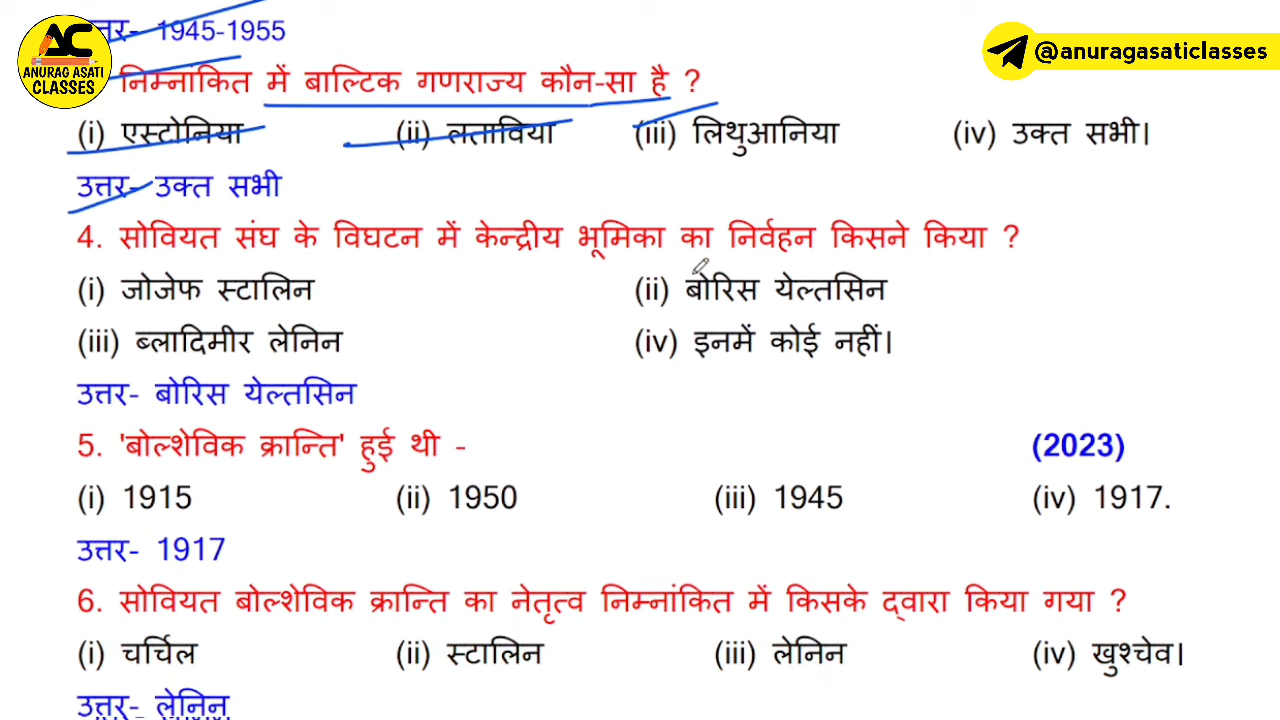 उत्तर- 1945-1955
AC
ANURAG ASATI
CLASSES
@anuragasaticlasses
निम्नांकित में बाल्टिक गणराज्य कौन-सा है ?
(i) एस्टोनिया (ii) लताविया (iii) लिथुआनिया (iv) उक्त सभी।
उत्तर- उक्त सभी
4. सोवियत संघ के विघटन में केन्द्रीय भूमिका का निर्वहन किसने किया ?
(i) जोजेफ स्टालिन (ii) बोरिस येल्तसिन
(iii) ब्लादिमीर लेनिन (iv) इनमें कोई नहीं।
उत्तर- बोरिस येल्तसिन
5. 'बोल्शेविक क्रान्ति' हुई थी - (2023)
(i) 1915 (ii) 1950 (iii) 1945 (iv) 1917.
उत्तर- 1917
6. सोवियत बोल्शेविक क्रान्ति का नेतृत्व निम्नांकित में किसके द्वारा किया गया ?
(i) चर्चिल (ii) स्टालिन (iii) लेनिन (iv) खुश्चेव।
उत्तर- लेनिन